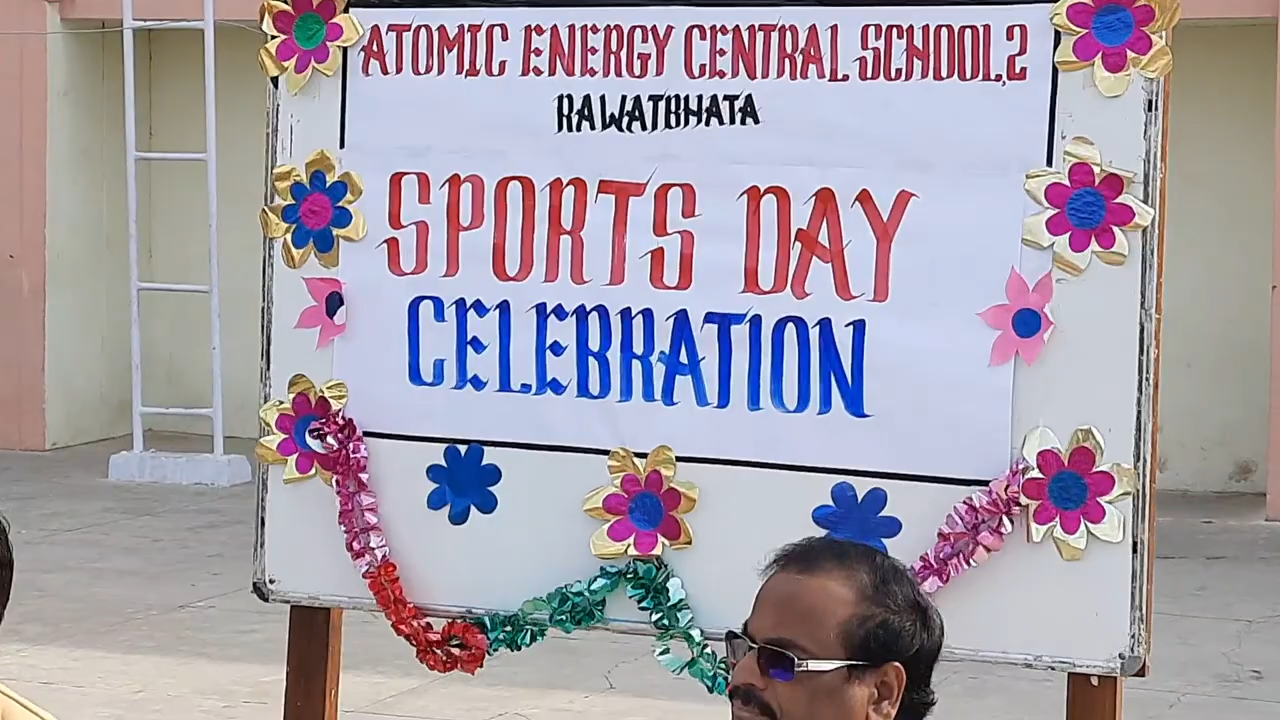 ATOMIC ENERGY CENTRAL SCHOOL,2
RAWATBHATA
SPORTS DAY
CELEBRATION